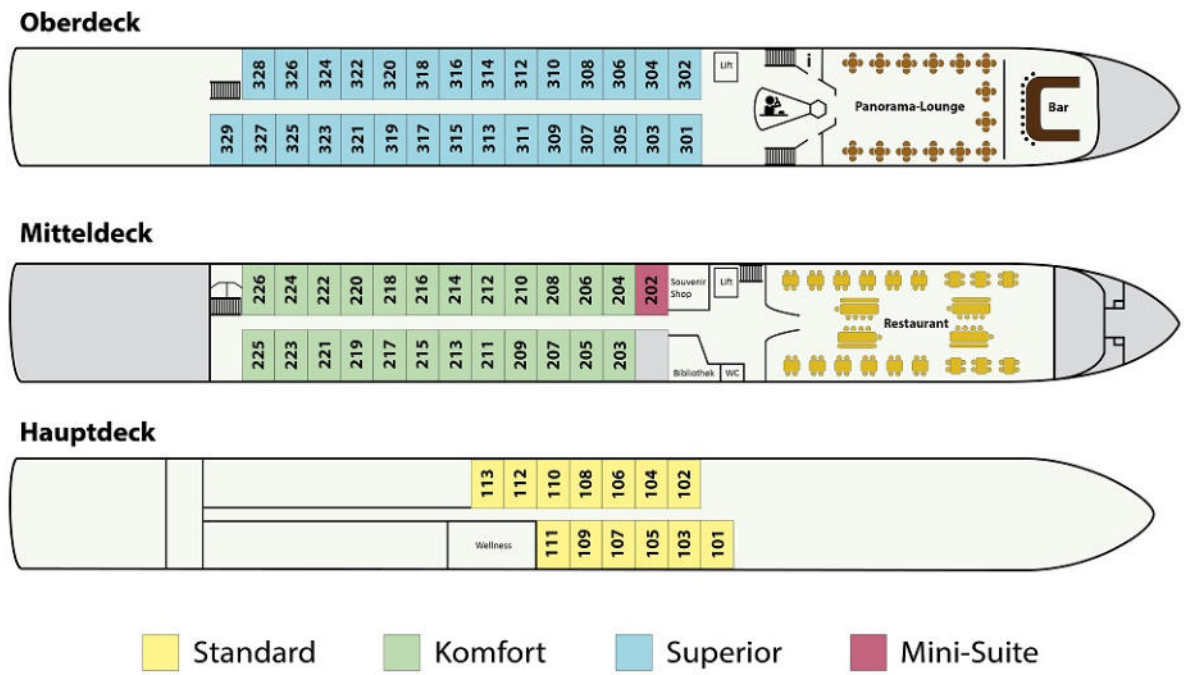 Oberdeck
328 326 324 322 320 318 316 314 312 310 308 306 304 302
Lift
i
Panorama-Lounge
Bar
329 327 325 323 321 319 317 315 313 311 309 307 305 303 301
Mitteldeck
226 224 222 220 218 216 214 212 210 208 206 204 202
Souvenir
Shop
Lift
Restaurant
225 223 221 219 217 215 213 211 209 207 205 203
Bibliothek
WC
Hauptdeck
113 112 110 108 106 104 102
Wellness
111 109 107 105 103 101
Standard
Komfort
Superior
Mini-Suite